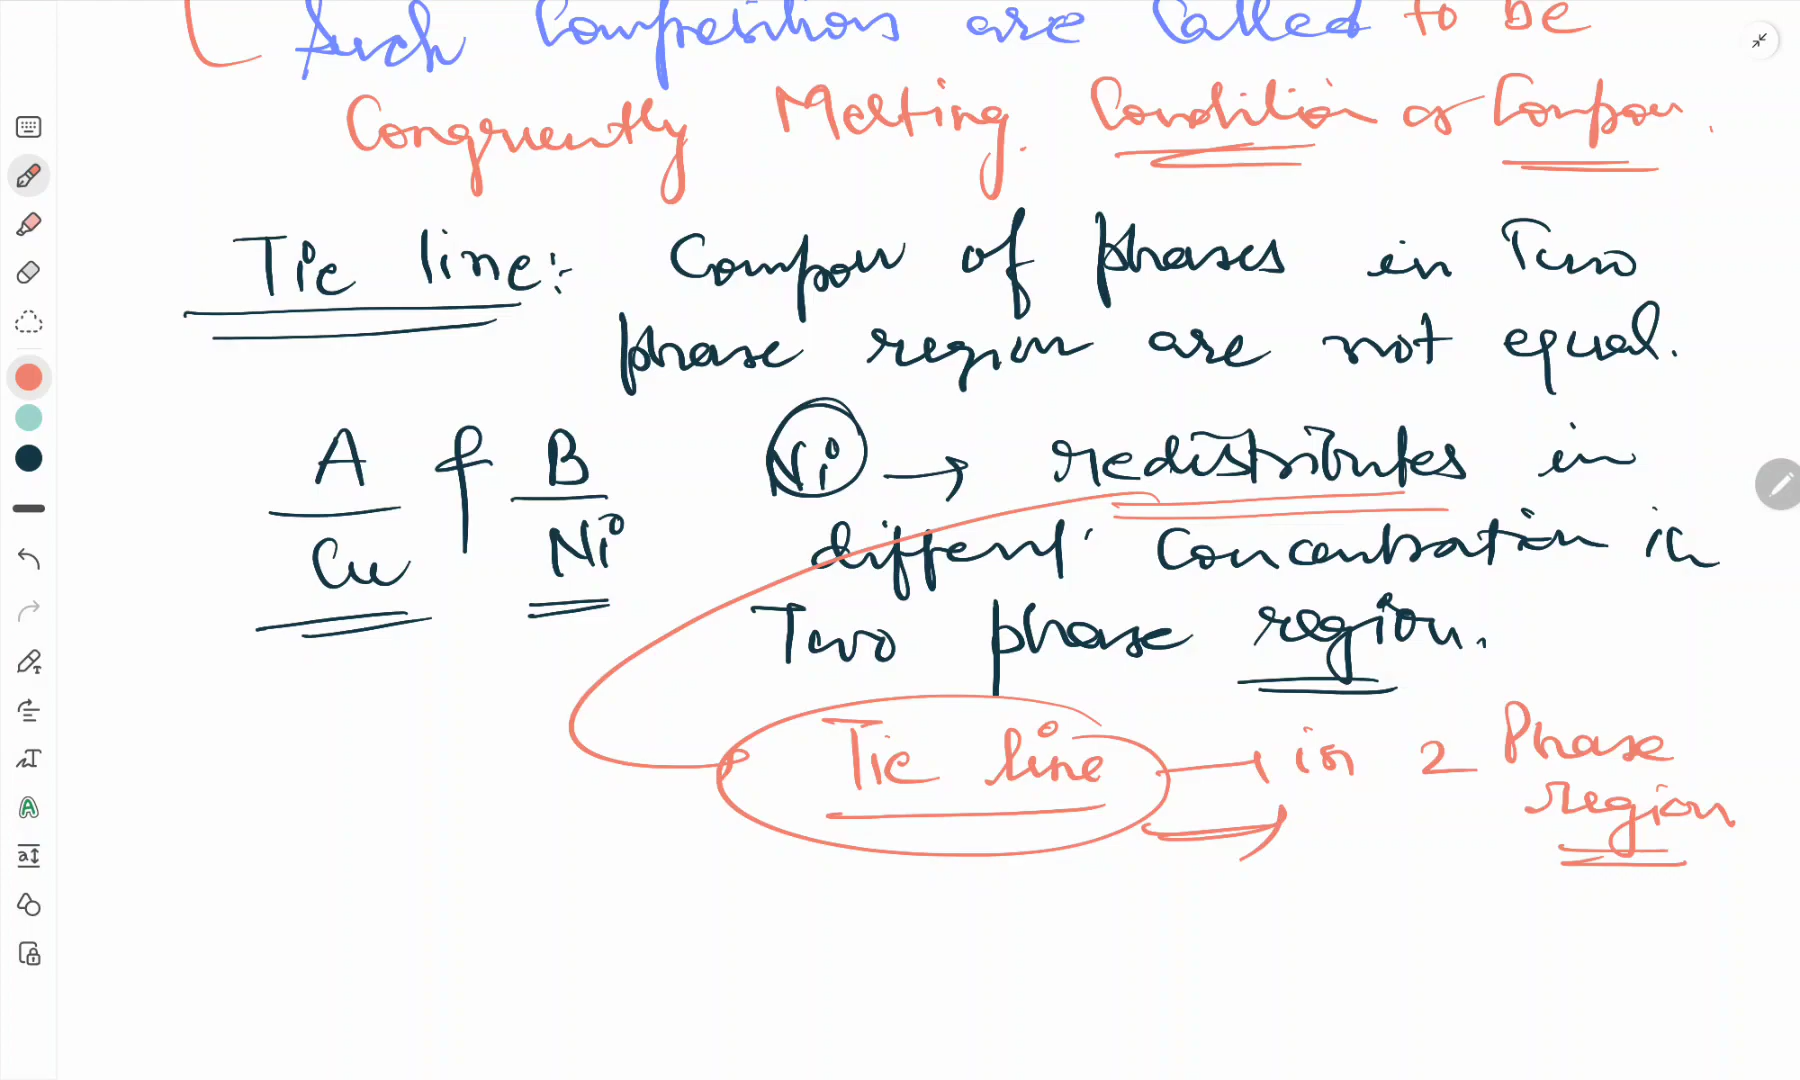 Such Compositions are Called to be
Congruently Melting. Condition or Compon.
Tie line: Compon of phases in Two
phase region are not equal.
A & B Ni → redistributes in
Cu Ni different Concentration in
Two phase region.
Tie line → in 2 Phase
region